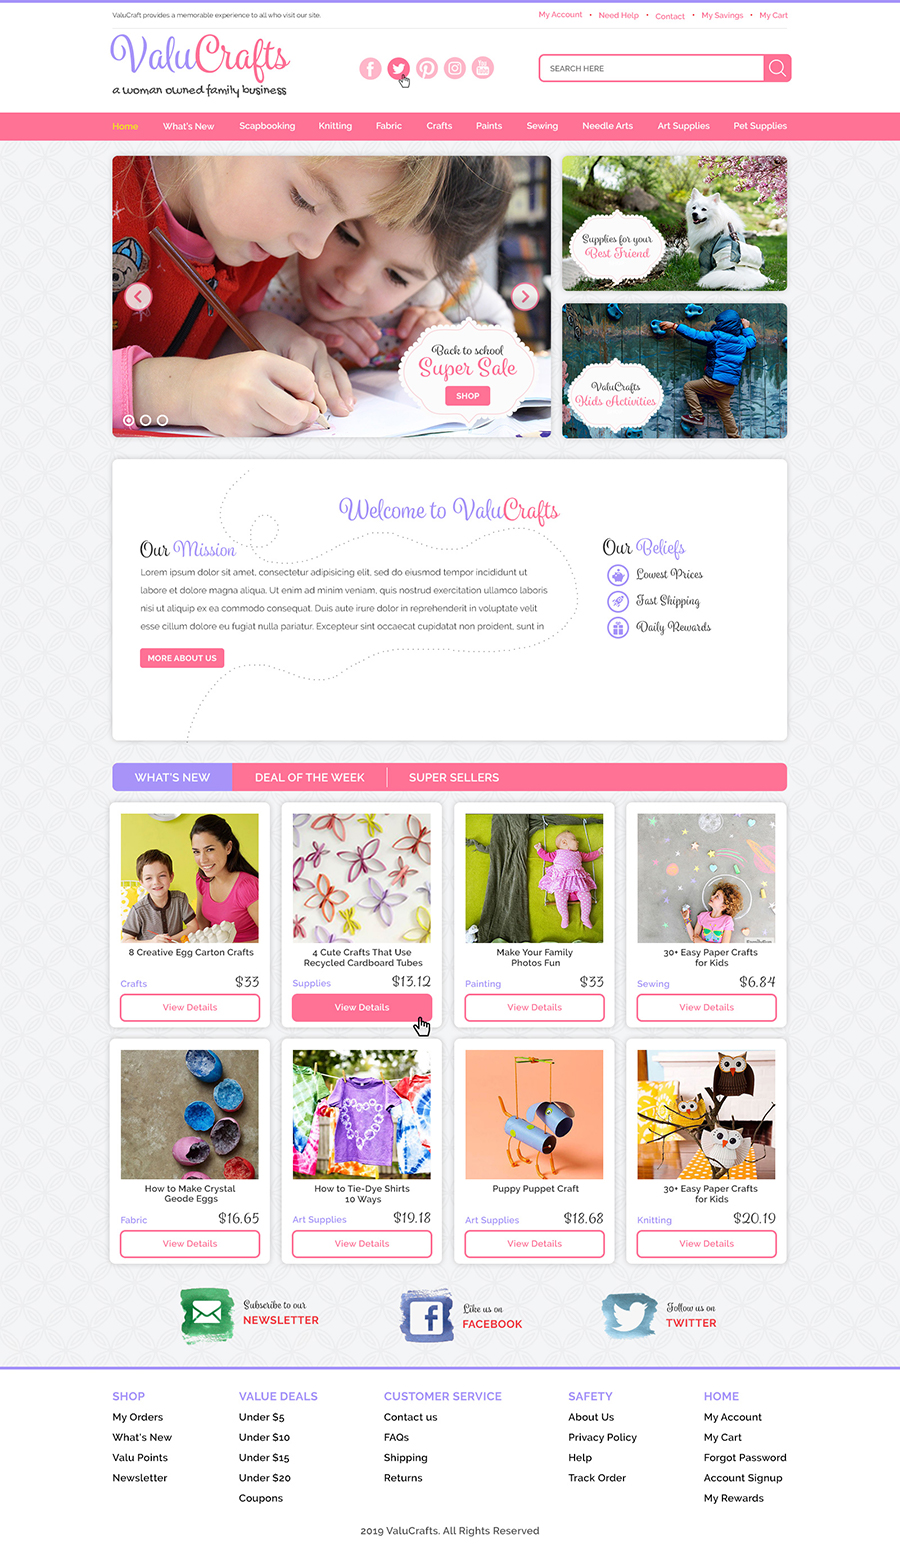 ValuCraft provides a memorable experience to all who visit our site.
My Account • Need Help • Contact • My Savings • My Cart
ValuCrafts
a woman owned family business
SEARCH HERE
Home What's New Scapbooking Knitting Fabric Crafts Paints Sewing Needle Arts Art Supplies Pet Supplies
Supplies for your
Best Friend
Back to school
Super Sale
SHOP
ValuCrafts
Kids Activities
Welcome to ValuCrafts
Our Mission
Lorem ipsum dolor sit amet, consectetur adipisicing elit, sed do eiusmod tempor incididunt ut
labore et dolore magna aliqua. Ut enim ad minim veniam, quis nostrud exercitation ullamco laboris
nisi ut aliquip ex ea commodo consequat. Duis aute irure dolor in reprehenderit in voluptate velit
esse cillum dolore eu fugiat nulla pariatur. Excepteur sint occaecat cupidatat non proident, sunt in
MORE ABOUT US
Our Beliefs
Lowest Prices
Fast Shipping
Daily Rewards
WHAT'S NEW DEAL OF THE WEEK SUPER SELLERS
8 Creative Egg Carton Crafts
Crafts $33
View Details
4 Cute Crafts That Use
Recycled Cardboard Tubes
Supplies $13.12
View Details
Make Your Family
Photos Fun
Painting $33
View Details
30+ Easy Paper Crafts
for Kids
Sewing $6.84
View Details
How to Make Crystal
Geode Eggs
Fabric $16.65
View Details
How to Tie-Dye Shirts
10 Ways
Art Supplies $19.18
View Details
Puppy Puppet Craft
Art Supplies $18.68
View Details
30+ Easy Paper Crafts
for Kids
Knitting $20.19
View Details
Subscribe to our
NEWSLETTER
Like us on
FACEBOOK
Follow us on
TWITTER
SHOP
My Orders
What's New
Valu Points
Newsletter
VALUE DEALS
Under $5
Under $10
Under $15
Under $20
Coupons
CUSTOMER SERVICE
Contact us
FAQs
Shipping
Returns
SAFETY
About Us
Privacy Policy
Help
Track Order
HOME
My Account
My Cart
Forgot Password
Account Signup
My Rewards
2019 ValuCrafts. All Rights Reserved